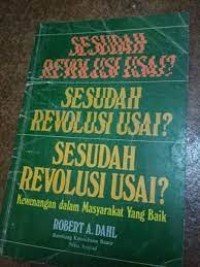 SESUDAH
REVOLUSI USAI?
SESUDAH
REVOLUSI USAI?
SESUDAH
REVOLUSI USAI?
Kewenangan dalam Masyarakat Yang Baik
ROBERT A. DAHL